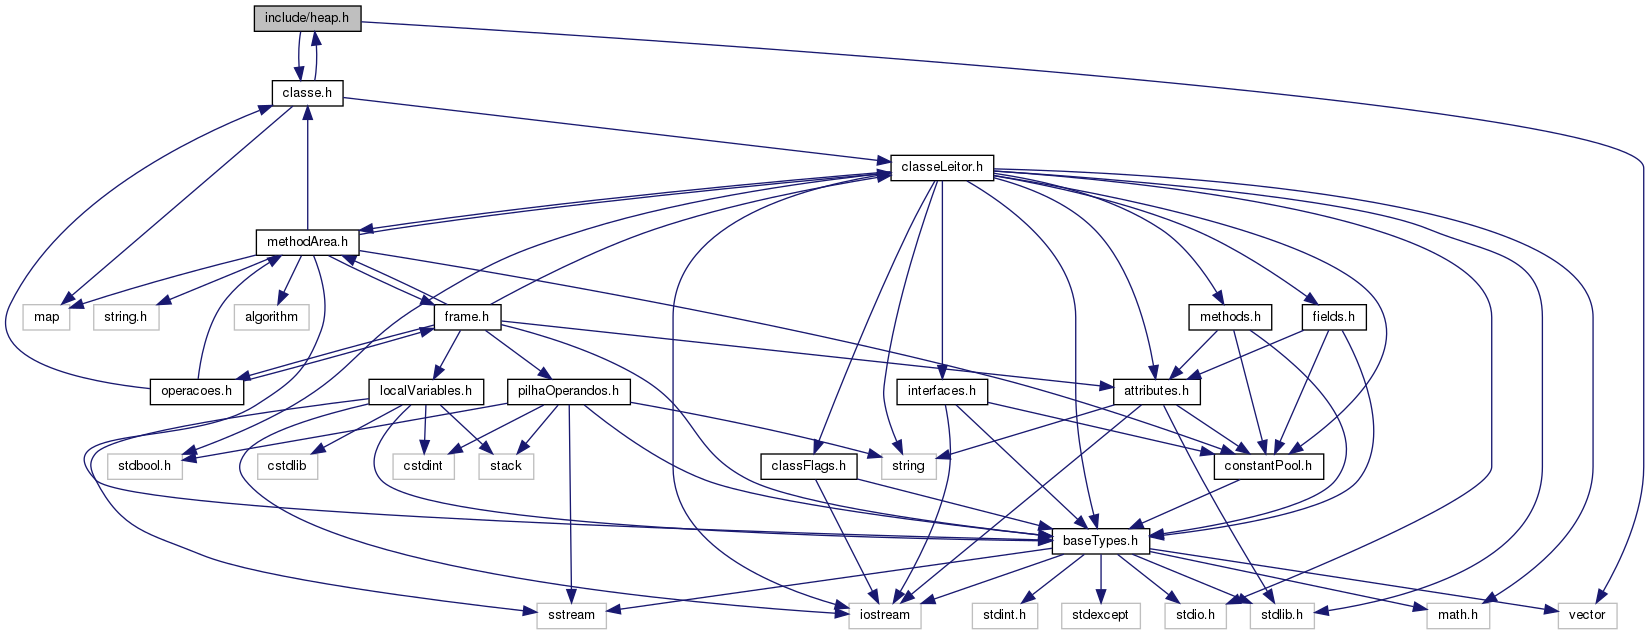 include/heap.h
classe.h
classeLeitor.h
methodArea.h
map
string.h
algorithm
frame.h
methods.h
fields.h
operacoes.h
localVariables.h
pilhaOperandos.h
interfaces.h
attributes.h
stdbool.h
cstdlib
cstdint
stack
classFlags.h
string
constantPool.h
baseTypes.h
sstream
iostream
stdint.h
stdexcept
stdio.h
stdlib.h
math.h
vector